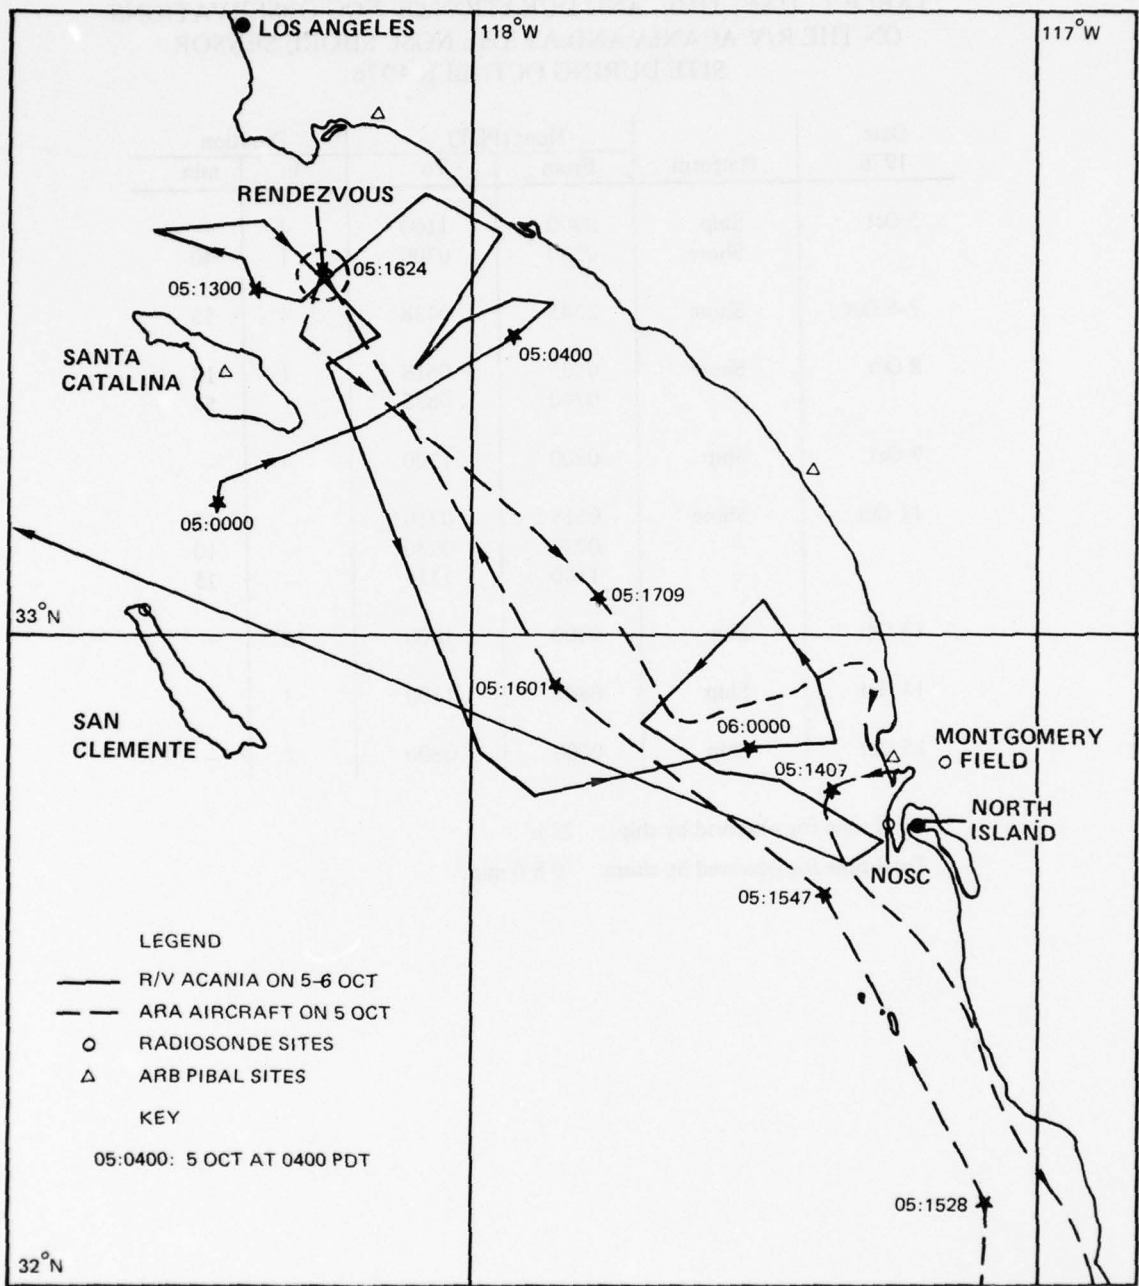 LOS ANGELES
118°W
117°W
RENDEZVOUS
05:1624
05:1300
SANTA
CATALINA
05:0400
05:0000
33°N
05:1709
05:1601
SAN
CLEMENTE
06:0000
MONTGOMERY
FIELD
05:1407
NORTH
ISLAND
NOSC
05:1547
LEGEND
R/V ACANIA ON 5-6 OCT
ARA AIRCRAFT ON 5 OCT
RADIOSONDE SITES
ARB PIBAL SITES
KEY
05:0400: 5 OCT AT 0400 PDT
05:1528
32°N